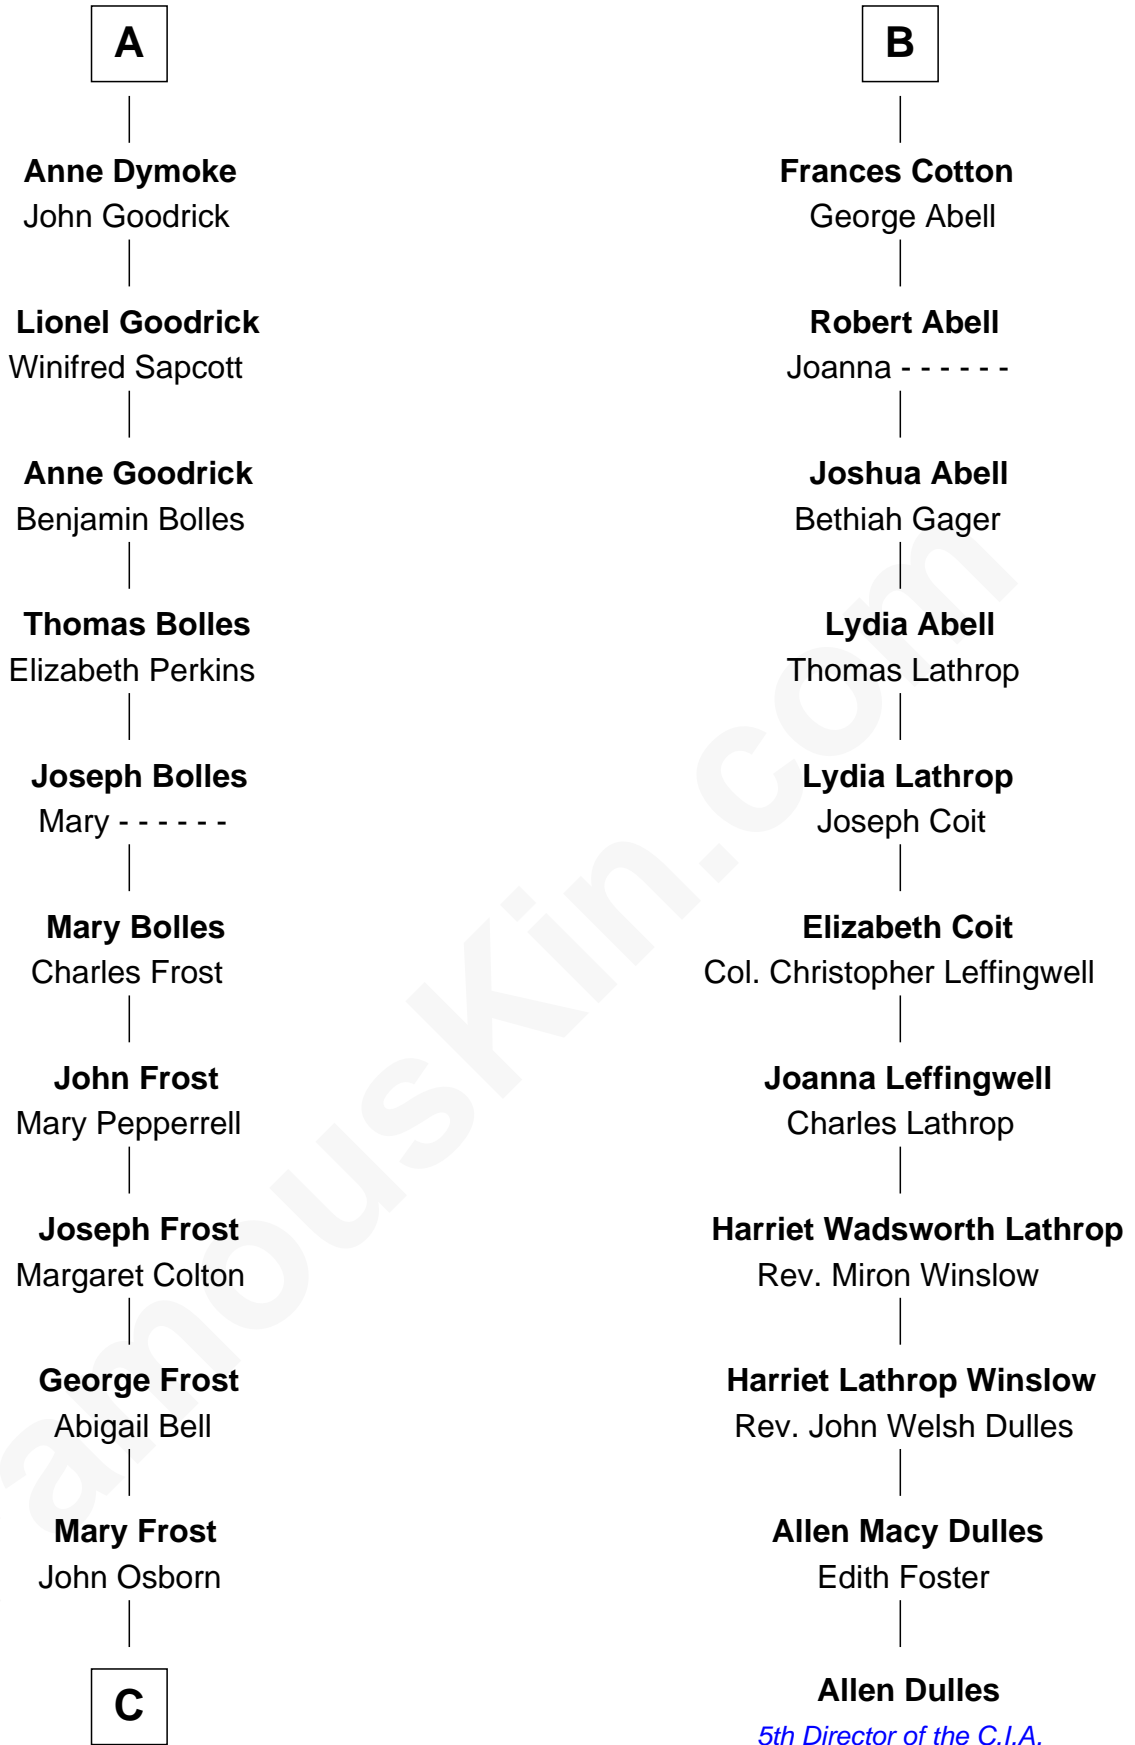 A
Anne Dymoke
John Goodrick
Lionel Goodrick
Winifred Sapcott
Anne Goodrick
Benjamin Bolles
Thomas Bolles
Elizabeth Perkins
Joseph Bolles
Mary - - - - - -
Mary Bolles
Charles Frost
John Frost
Mary Pepperrell
Joseph Frost
Margaret Colton
George Frost
Abigail Bell
Mary Frost
John Osborn
C
B
Frances Cotton
George Abell
Robert Abell
Joanna - - - - - -
Joshua Abell
Bethiah Gager
Lydia Abell
Thomas Lathrop
Lydia Lathrop
Joseph Coit
Elizabeth Coit
Col. Christopher Leffingwell
Joanna Leffingwell
Charles Lathrop
Harriet Wadsworth Lathrop
Rev. Miron Winslow
Harriet Lathrop Winslow
Rev. John Welsh Dulles
Allen Macy Dulles
Edith Foster
Allen Dulles
5th Director of the C.I.A.
amousKin.com